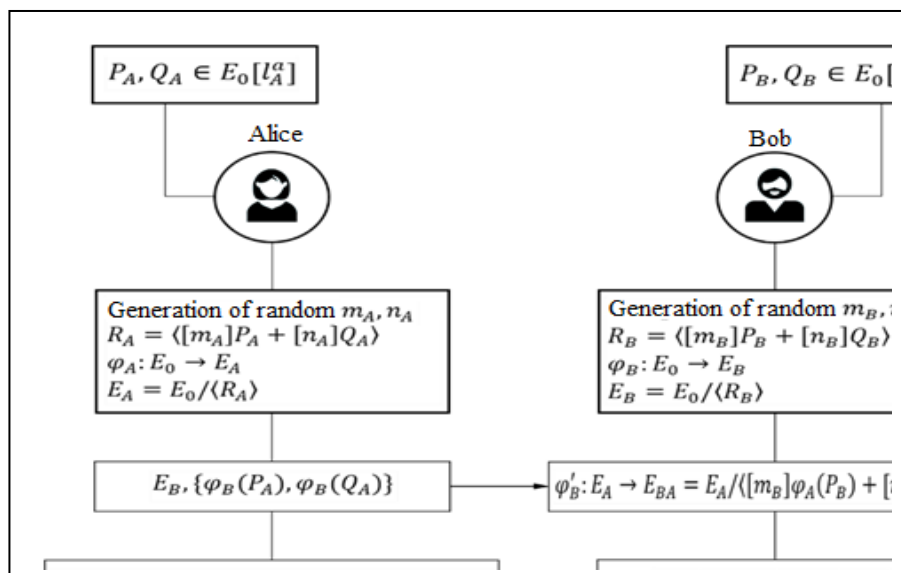 P_A, Q_A ∈ E_0[l_A^a]
P_B, Q_B ∈ E_0[
Alice
Bob
Generation of random m_A, n_A
R_A = ⟨[m_A]P_A + [n_A]Q_A⟩
φ_A: E_0 → E_A
E_A = E_0/⟨R_A⟩
Generation of random m_B,
R_B = ⟨[m_B]P_B + [n_B]Q_B⟩
φ_B: E_0 → E_B
E_B = E_0/⟨R_B⟩
E_B, {φ_B(P_A), φ_B(Q_A)}
φ'_B: E_A → E_BA = E_A/⟨[m_B]φ_A(P_B) + [